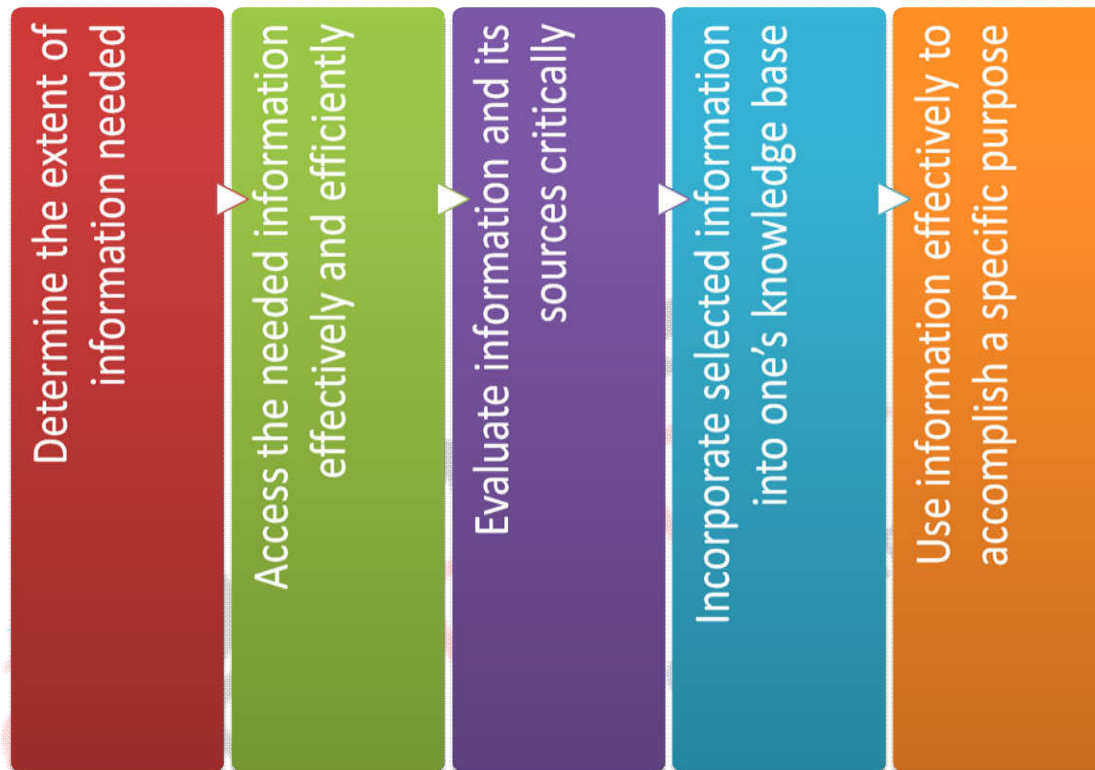 Determine the extent of
information needed
Access the needed information
effectively and efficiently
Evaluate information and its
sources critically
Incorporate selected information
into one’s knowledge base
Use information effectively to
accomplish a specific purpose